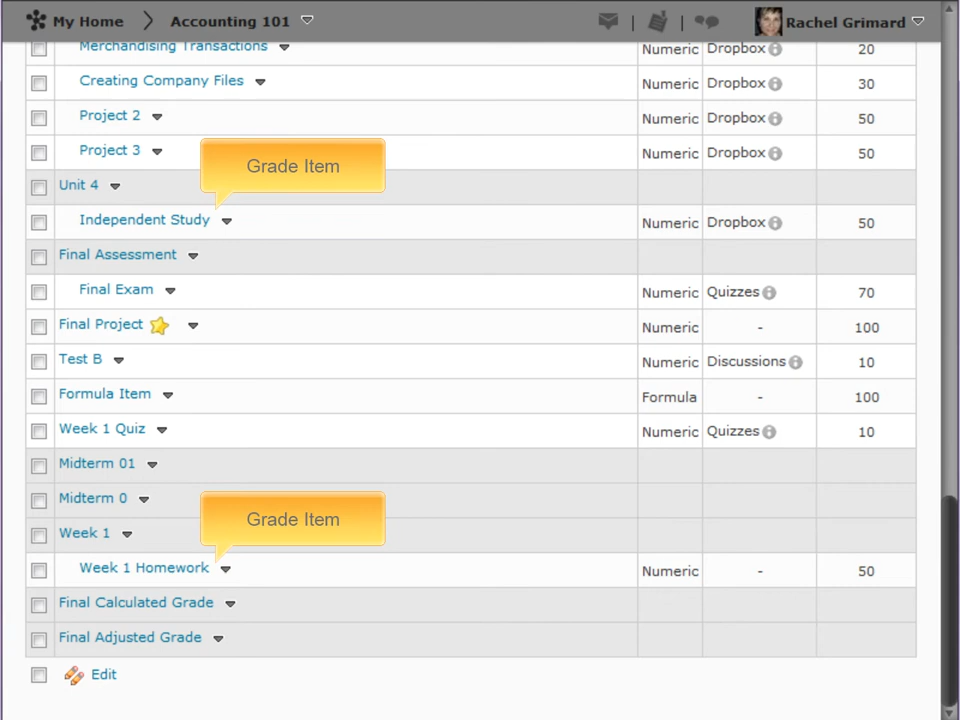 My Home Accounting 101 Rachel Grimard
Merchandising Transactions Numeric Dropbox 20
Creating Company Files Numeric Dropbox 30
Project 2 Numeric Dropbox 50
Project 3 Numeric Dropbox 50
Grade Item
Unit 4
Independent Study Numeric Dropbox 50
Final Assessment
Final Exam Numeric Quizzes 70
Final Project Numeric - 100
Test B Numeric Discussions 10
Formula Item Formula - 100
Week 1 Quiz Numeric Quizzes 10
Midterm 01
Midterm 0
Grade Item
Week 1
Week 1 Homework Numeric - 50
Final Calculated Grade
Final Adjusted Grade
Edit